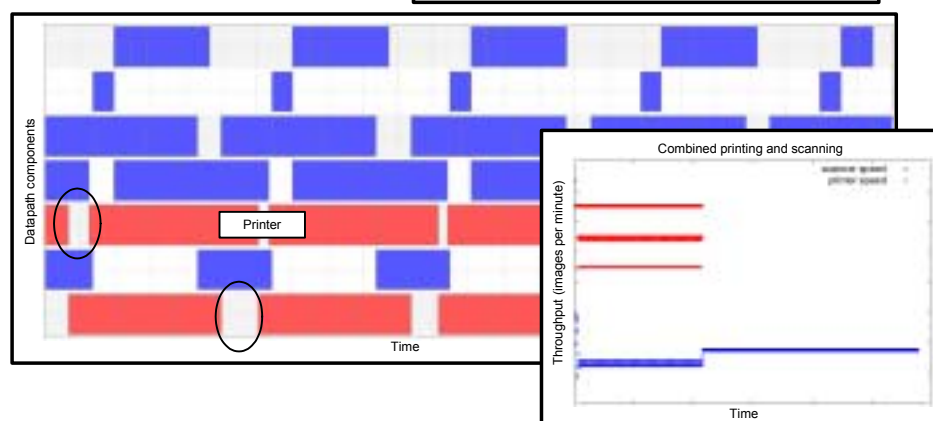 Datapath components
Printer
Time
Combined printing and scanning
scanner speed
printer speed
Throughput (images per minute)
Time